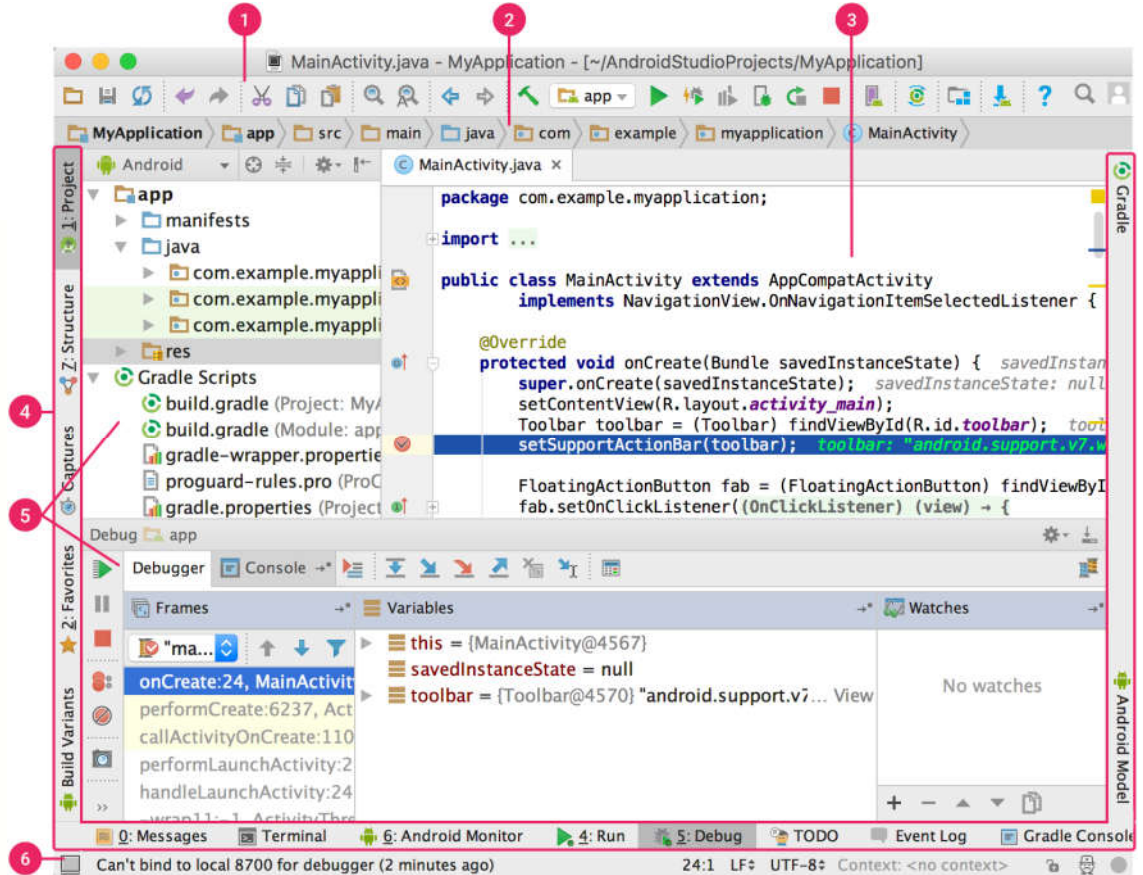 1
2
3
MainActivity.java - MyApplication - [~/AndroidStudioProjects/MyApplication]
app
?
MyApplication app src main java com example myapplication MainActivity
1: Project
Z: Structure
Captures
2: Favorites
Build Variants
4
5
6
Android
app
manifests
java
com.example.myappli
com.example.myappli
com.example.myappli
res
Gradle Scripts
build.gradle (Project: My
build.gradle (Module: app
gradle-wrapper.propertie
proguard-rules.pro (ProG
gradle.properties (Project
MainActivity.java ×
package com.example.myapplication;
import ...
public class MainActivity extends AppCompatActivity
implements NavigationView.OnNavigationItemSelectedListener {
@Override
protected void onCreate(Bundle savedInstanceState) { savedInstan
super.onCreate(savedInstanceState); savedInstanceState: null
setContentView(R.layout.activity_main);
Toolbar toolbar = (Toolbar) findViewById(R.id.toolbar); tool
setSupportActionBar(toolbar); toolbar: "android.support.v7.w
FloatingActionButton fab = (FloatingActionButton) findViewByI
fab.setOnClickListener((OnClickListener) (view) → {
Gradle
Android Model
Debug app
Debugger Console
Frames Variables Watches
"ma...
onCreate:24, MainActivit
performCreate:6237, Act
callActivityOnCreate:110
performLaunchActivity:2
handleLaunchActivity:24
-wrap11:-1, ActivityThre
this = {MainActivity@4567}
savedInstanceState = null
toolbar = {Toolbar@4570} "android.support.v7... View
No watches
0: Messages Terminal 6: Android Monitor 4: Run 5: Debug TODO Event Log Gradle Console
Can't bind to local 8700 for debugger (2 minutes ago) 24:1 LF UTF-8 Context: <no context>